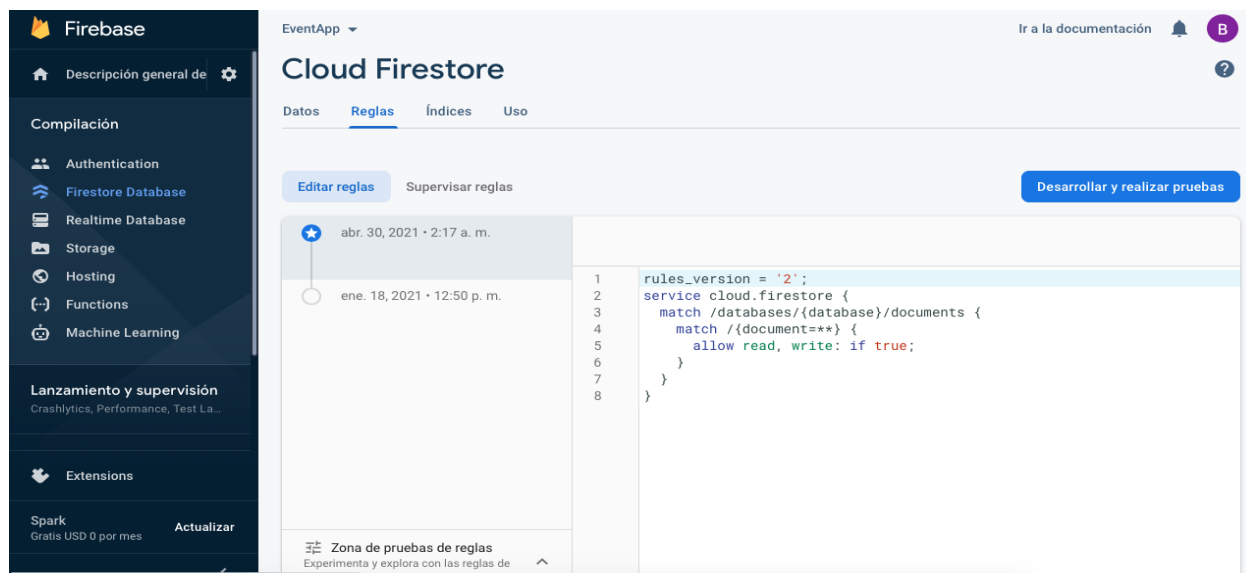 Firebase
Descripción general de
Compilación
Authentication
Firestore Database
Realtime Database
Storage
Hosting
Functions
Machine Learning
Lanzamiento y supervisión
Crashlytics, Performance, Test La...
Extensions
Spark
Gratis USD 0 por mes
Actualizar
EventApp
Ir a la documentación
B
Cloud Firestore
?
Datos Reglas Índices Uso
Editar reglas Supervisar reglas
Desarrollar y realizar pruebas
abr. 30, 2021 • 2:17 a. m.
ene. 18, 2021 • 12:50 p. m.
1 rules_version = '2';
2 service cloud.firestore {
3 match /databases/{database}/documents {
4 match /{document=**} {
5 allow read, write: if true;
6 }
7 }
8 }
Zona de pruebas de reglas
Experimenta y explora con las reglas de